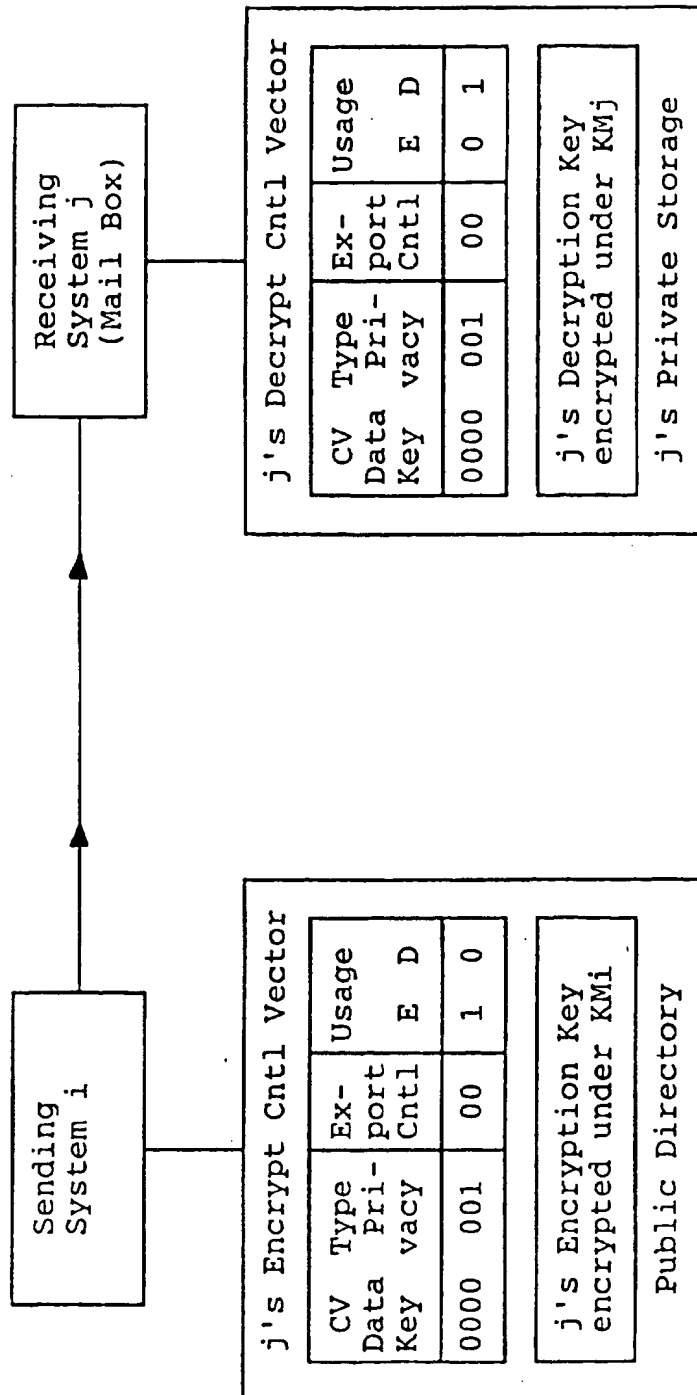 Sending
System i
Receiving
System j
(Mail Box)
j's Encrypt Cntl Vector
CV Type Ex- Usage
Data Pri- port
Key vacy Cntl E D
0000 001 00 1 0
j's Encryption Key
encrypted under KMi
Public Directory
j's Decrypt Cntl Vector
CV Type Ex- Usage
Data Pri- port
Key vacy Cntl E D
0000 001 00 0 1
j's Decryption Key
encrypted under KMj
j's Private Storage